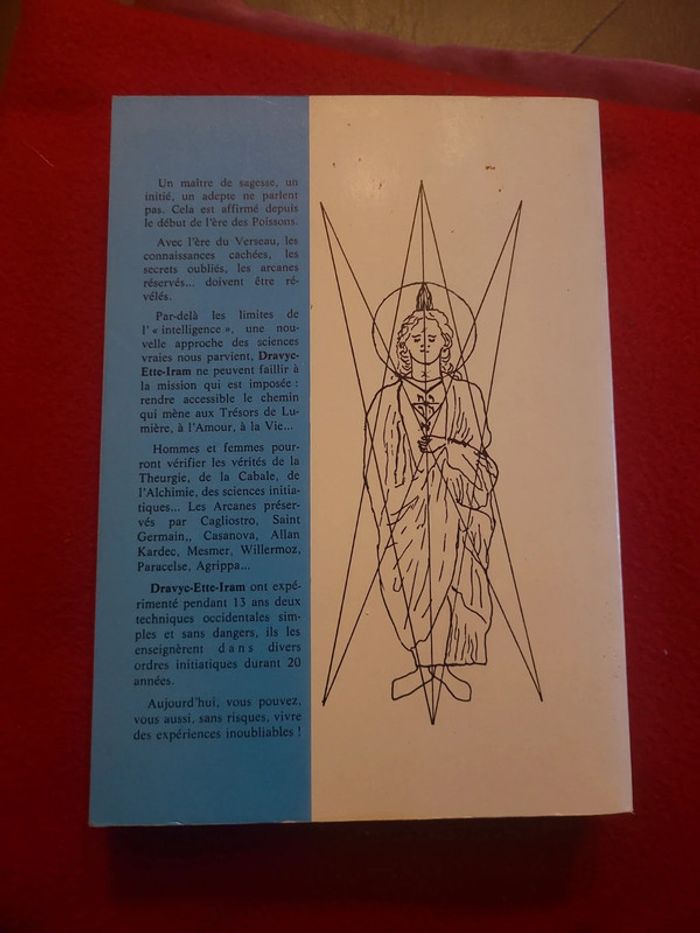 Un maître de sagesse, un
initié, un adepte ne parlent
pas. Cela est affirmé depuis
le début de l'ère des Poissons.
Avec l'ère du Verseau, les
connaissances cachées, les
secrets oubliés, les arcanes
réservés... doivent être ré-
vélés.
Par-delà les limites de
l'« intelligence », une nou-
velle approche des sciences
vraies nous parvient, Dravyc-
Ette-Iram ne peuvent faillir à
la mission qui est imposée :
rendre accessible le chemin
qui mène aux Trésors de Lu-
mière, à l'Amour, à la Vie...
Hommes et femmes pour-
ront vérifier les vérités de la
Theurgie, de la Cabale, de
l'Alchimie, des sciences initia-
tiques... Les Arcanes préser-
vés par Cagliostro, Saint
Germain,, Casanova, Allan
Kardec, Mesmer, Willermoz,
Paracelse, Agrippa...
Dravyc-Ette-Iram ont expé-
rimenté pendant 13 ans deux
techniques occidentales sim-
ples et sans dangers, ils les
enseignèrent dans divers
ordres initiatiques durant 20
années.
Aujourd'hui, vous pouvez,
vous aussi, sans risques, vivre
des expériences inoubliables !